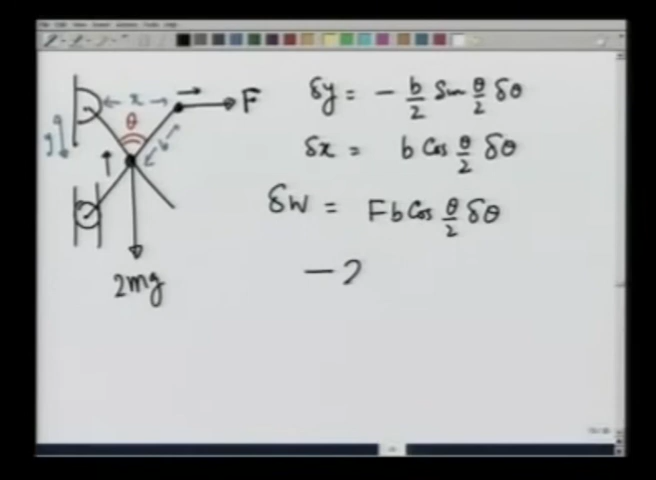 x
F
θ
b
y
2mg
δy = - b/2 Sin θ/2 δθ
δx = b Cos θ/2 δθ
δW = F b Cos θ/2 δθ
- 2